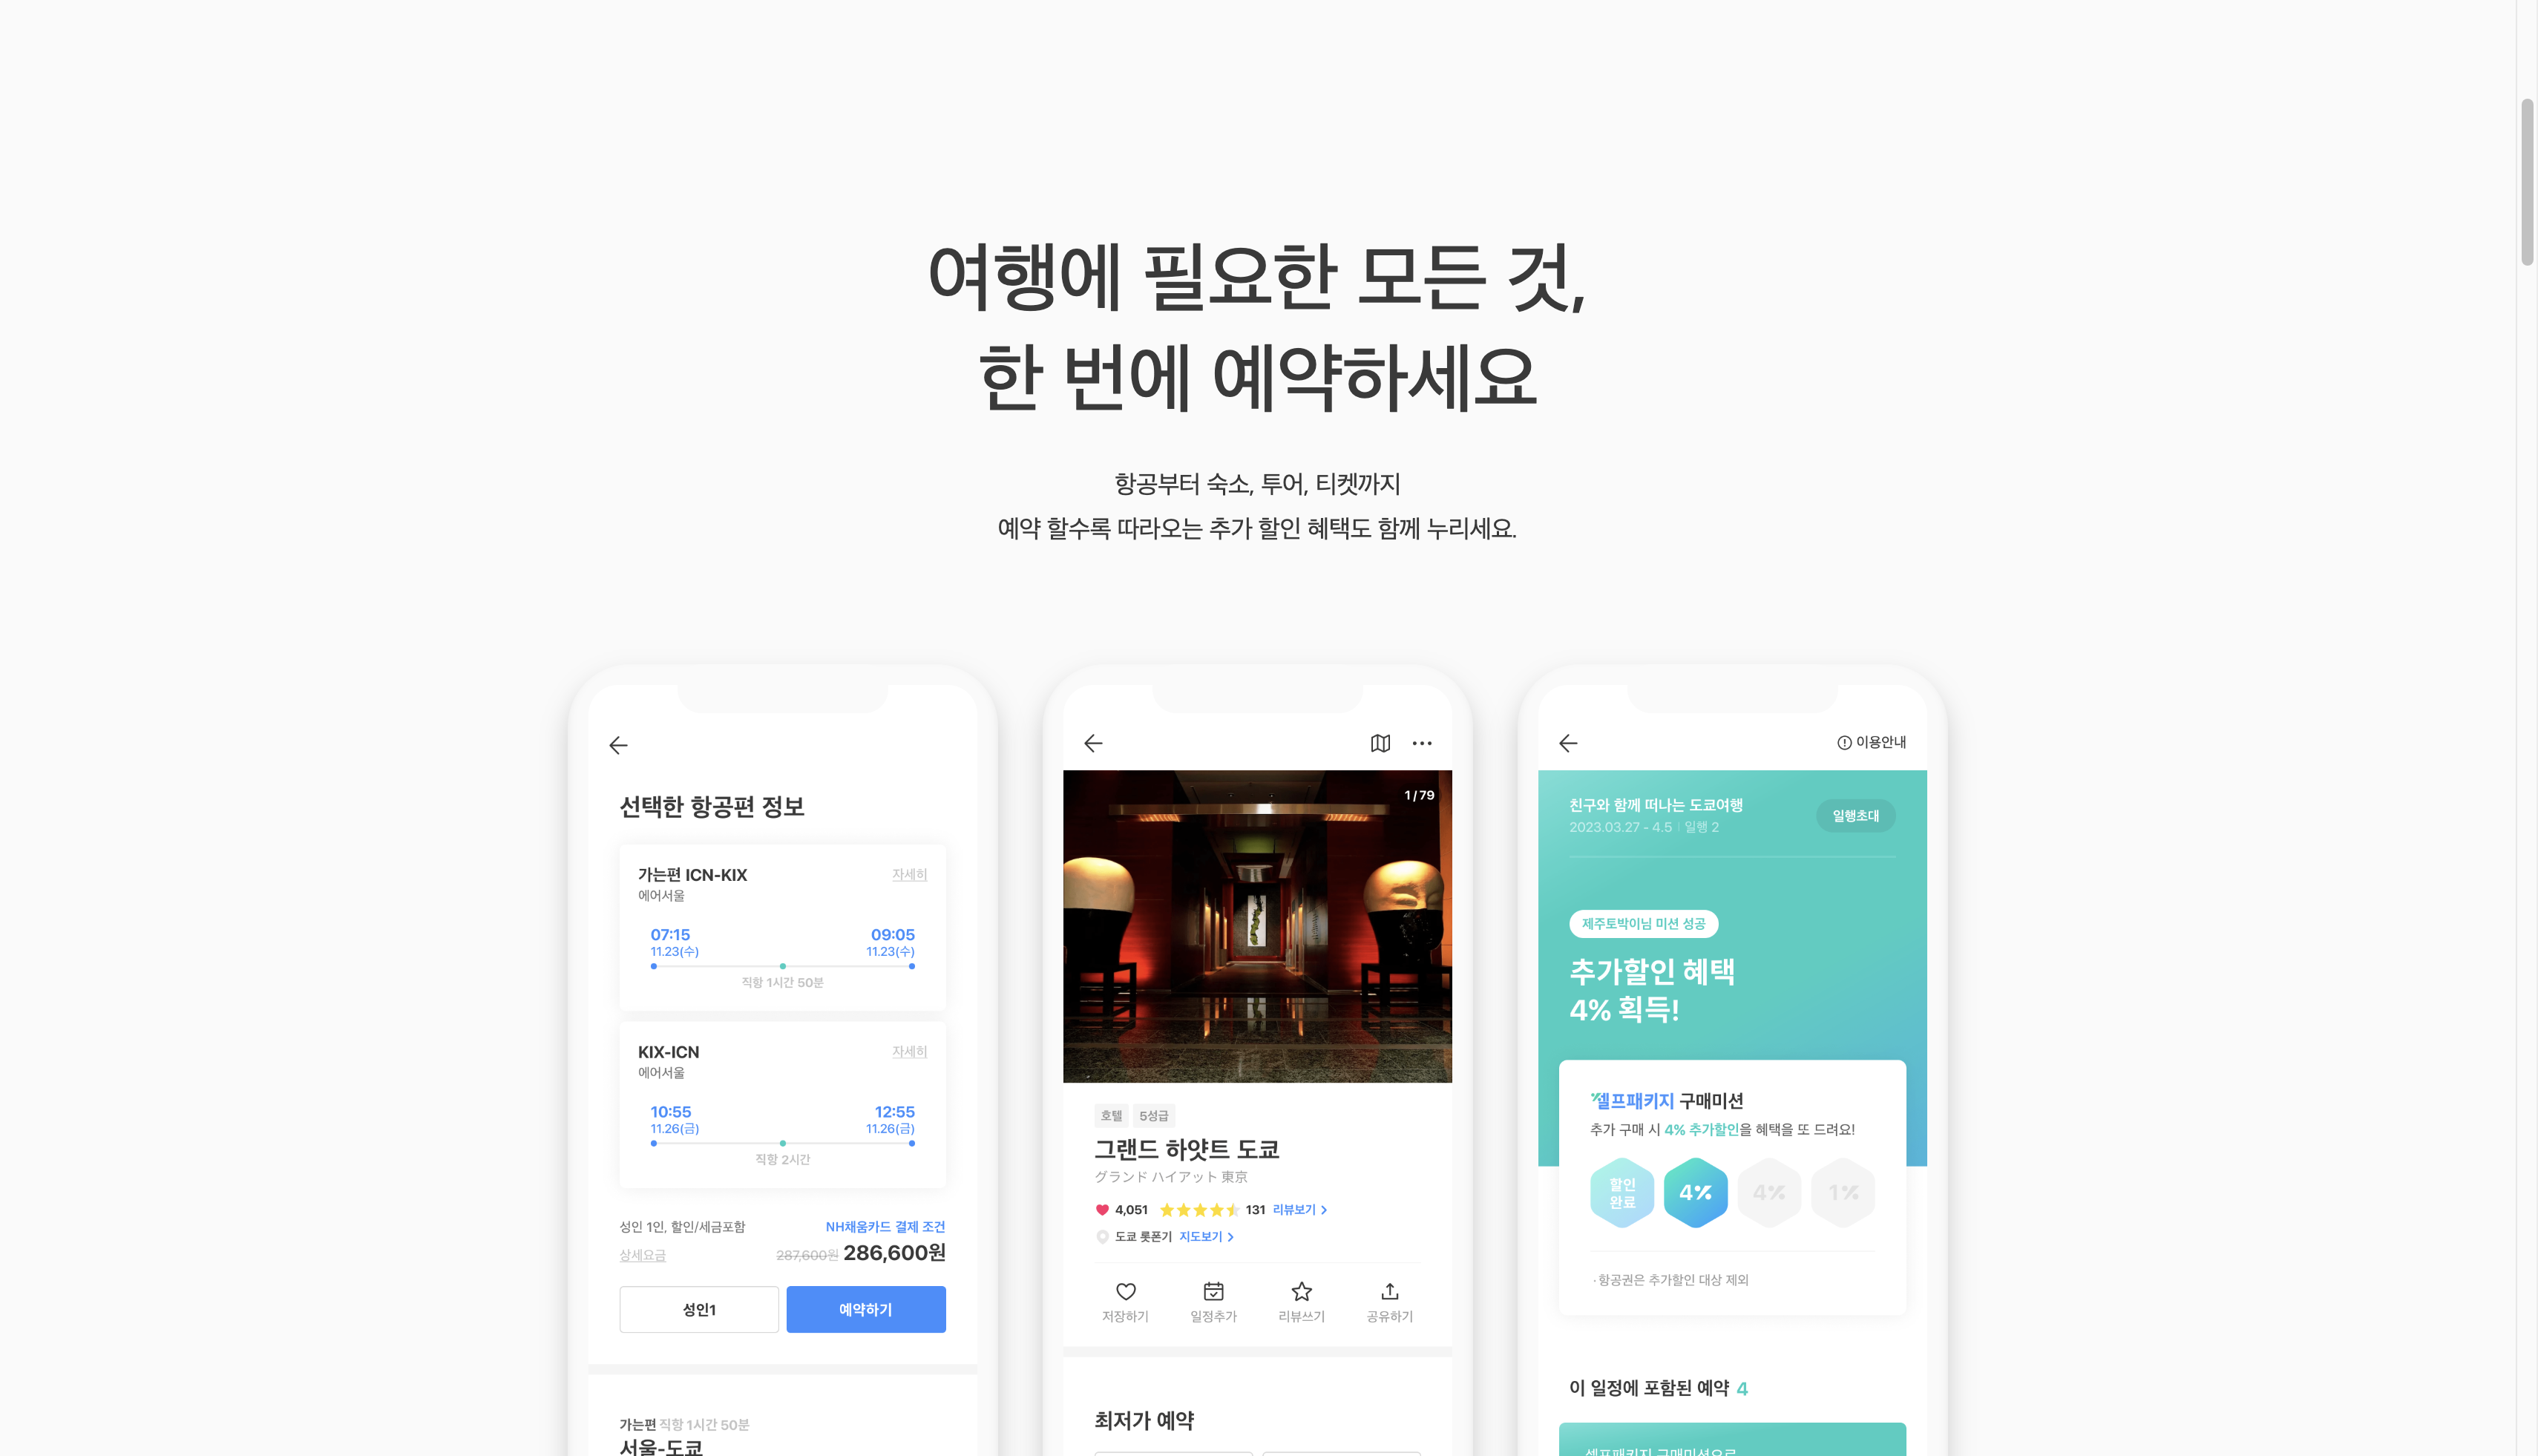 여행에 필요한 모든 것,
한 번에 예약하세요
항공부터 숙소, 투어, 티켓까지
예약 할수록 따라오는 추가 할인 혜택도 함께 누리세요.
선택한 항공편 정보
가는편 ICN-KIX 자세히
에어서울
07:15 09:05
11.23(수) 11.23(수)
직항 1시간 50분
KIX-ICN 자세히
에어서울
10:55 12:55
11.26(금) 11.26(금)
직항 2시간
성인 1인, 할인/세금포함 NH채움카드 결제 조건
상세요금 287,600원 286,600원
성인1 예약하기
가는편 직항 1시간 50분
서울-도쿄
1 / 79
호텔 5성급
그랜드 하얏트 도쿄
グランド ハイアット 東京
4,051 131 리뷰보기
도쿄 롯폰기 지도보기
저장하기 일정추가 리뷰쓰기 공유하기
최저가 예약
이용안내
친구와 함께 떠나는 도쿄여행
2023.03.27 - 4.5 | 일행 2
일행초대
제주토박이님 미션 성공
추가할인 혜택
4% 획득!
셀프패키지 구매미션
추가 구매 시 4% 추가할인을 혜택을 또 드려요!
할인
완료
4% 4% 1%
· 항공권은 추가할인 대상 제외
이 일정에 포함된 예약 4
셀프패키지 구매미션으로